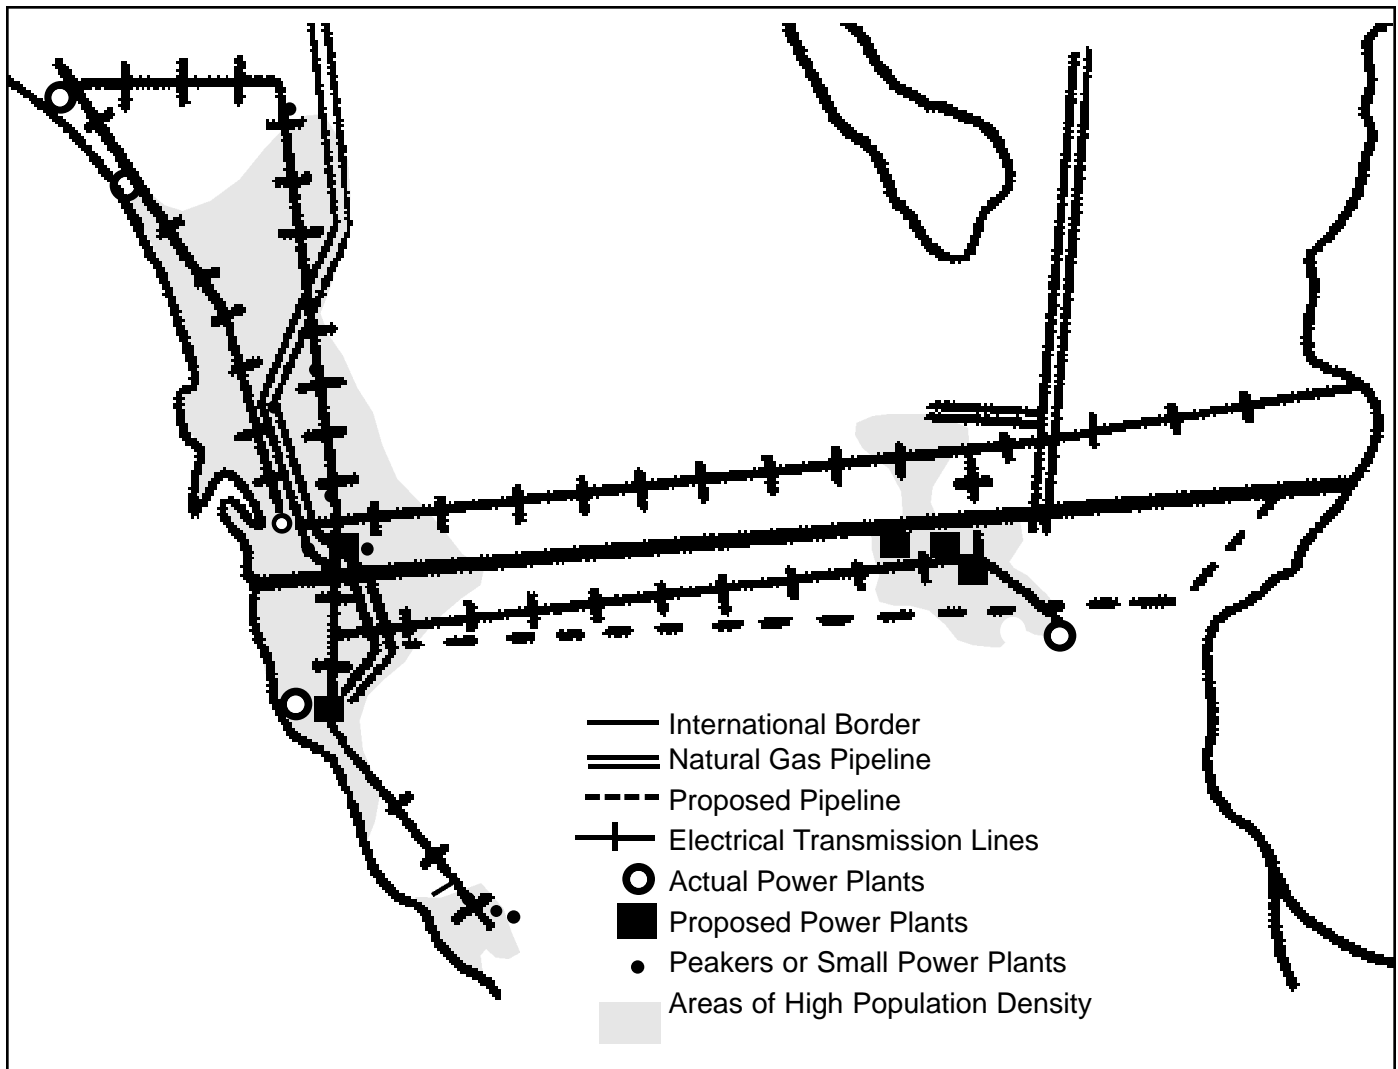 International Border
Natural Gas Pipeline
Proposed Pipeline
Electrical Transmission Lines
Actual Power Plants
Proposed Power Plants
Peakers or Small Power Plants
Areas of High Population Density